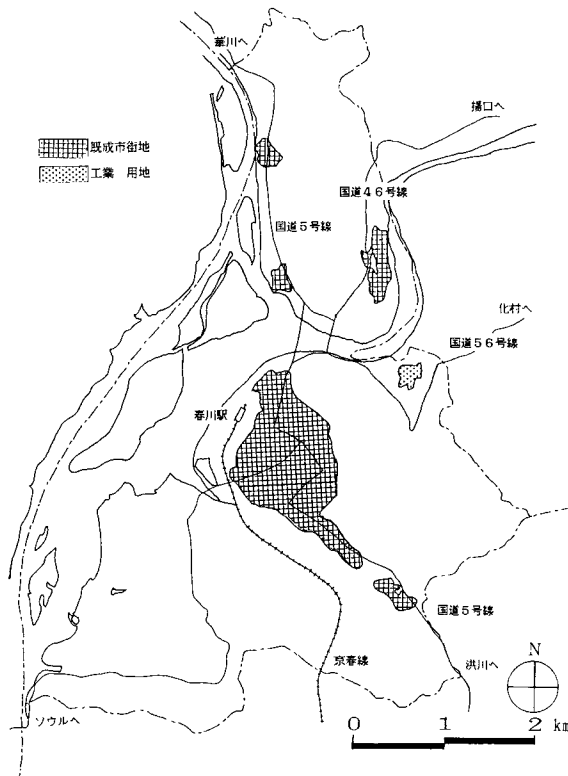 華川へ
楊口へ
既成市街地
工業 用地
国道46号線
国道5号線
化村へ
国道56号線
春川駅
国道5号線
京春線
洪川へ
N
ソウルへ
0 1 2 km